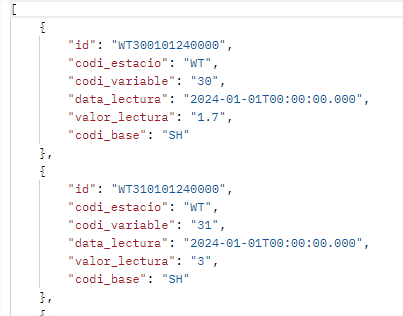 [
{
"id": "WT300101240000",
"codi_estacio": "WT",
"codi_variable": "30",
"data_lectura": "2024-01-01T00:00:00.000",
"valor_lectura": "1.7",
"codi_base": "SH"
},
{
"id": "WT310101240000",
"codi_estacio": "WT",
"codi_variable": "31",
"data_lectura": "2024-01-01T00:00:00.000",
"valor_lectura": "3",
"codi_base": "SH"
},
{